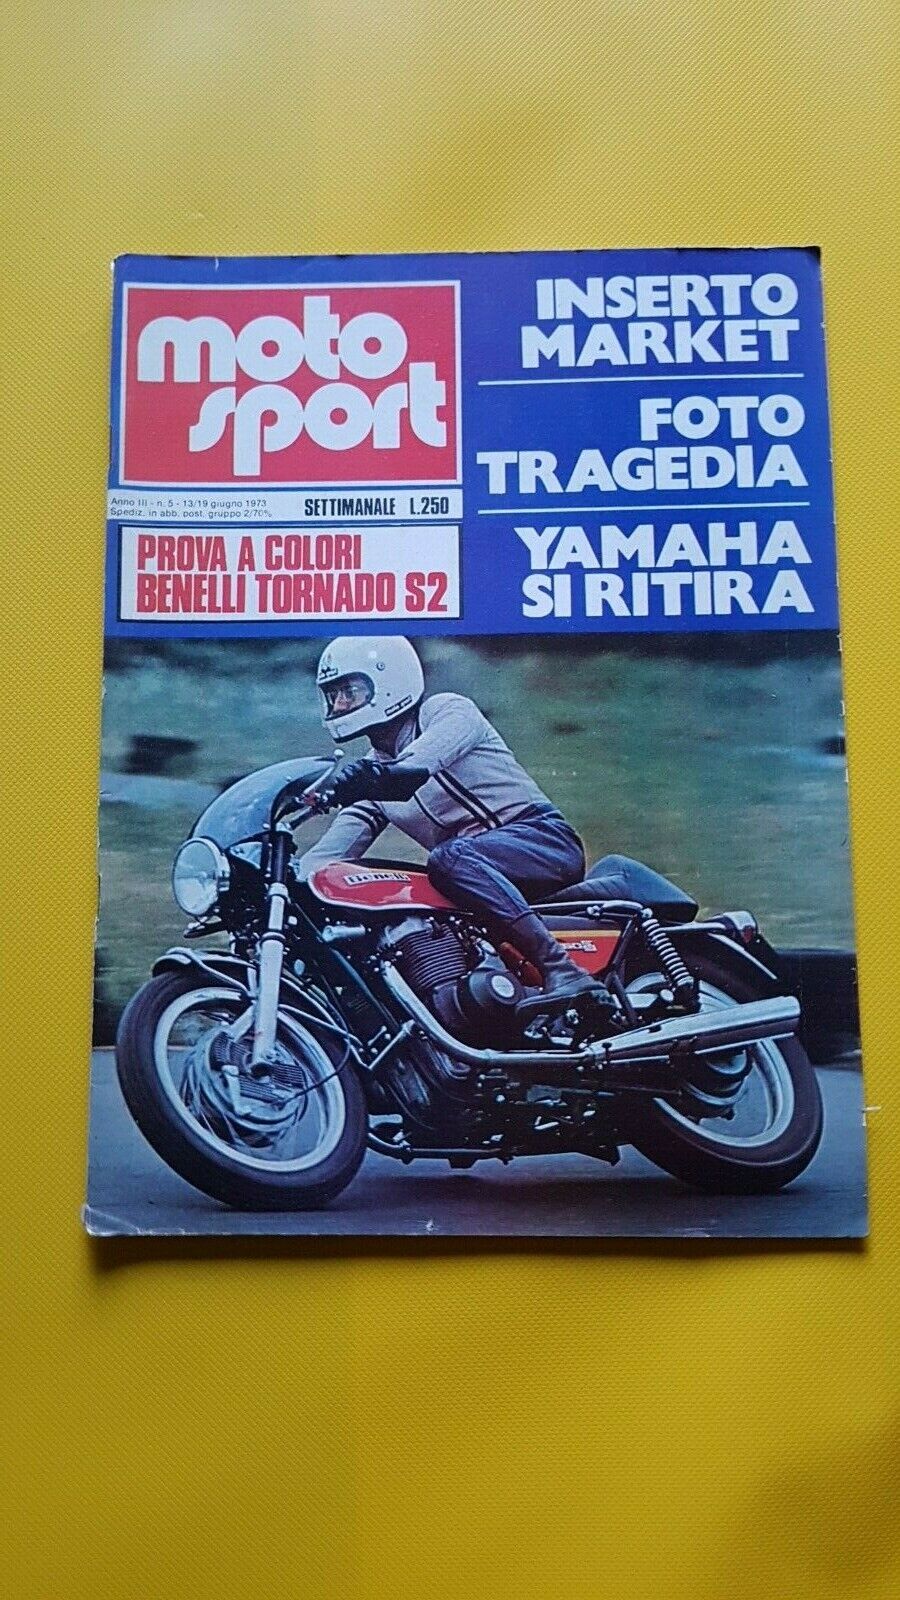 moto
sport
Anno III - n. 5 - 13/19 giugno 1973
Spediz. in abb. post. gruppo 2/70%
SETTIMANALE L.250
PROVA A COLORI
BENELLI TORNADO S2
INSERTO
MARKET
FOTO
TRAGEDIA
YAMAHA
SI RITIRA
Benelli